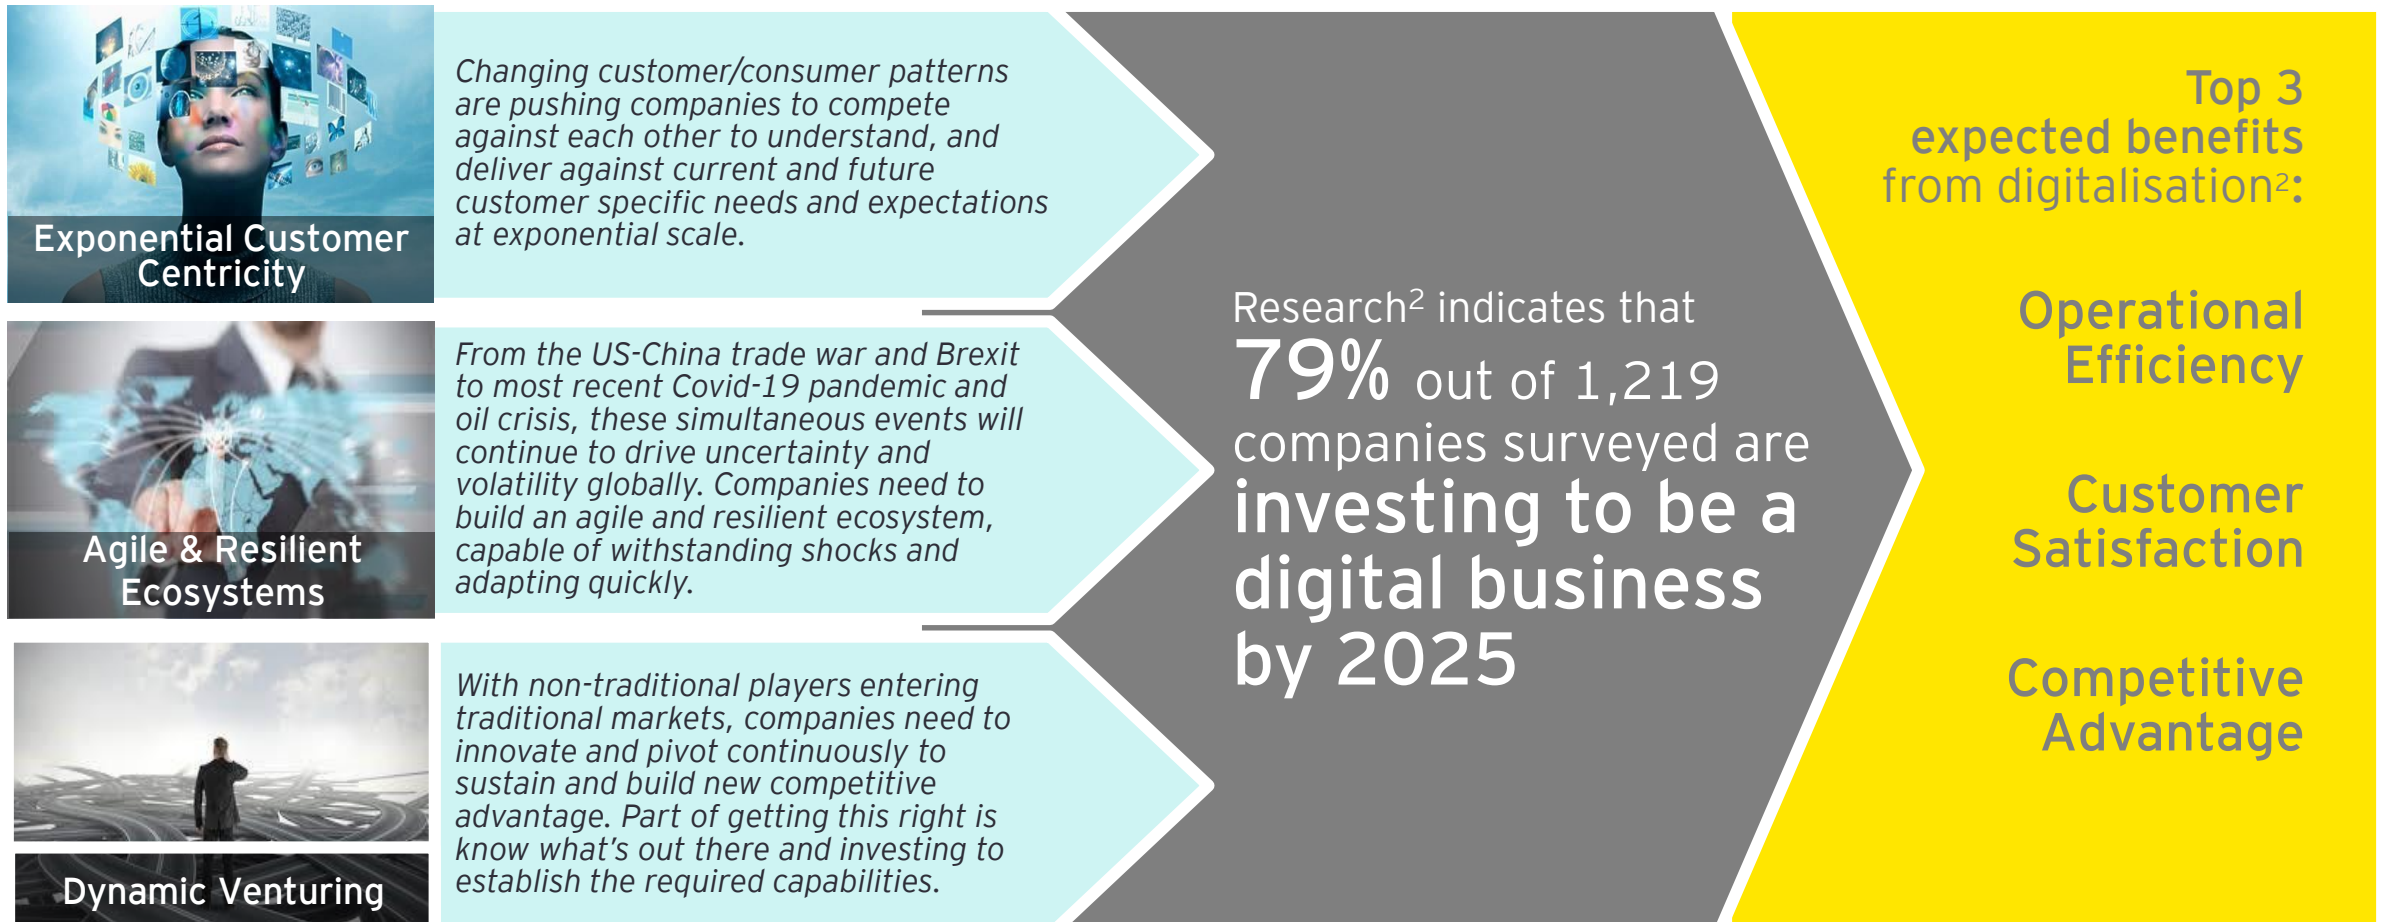 Exponential Customer
Centricity
Changing customer/consumer patterns
are pushing companies to compete
against each other to understand, and
deliver against current and future
customer specific needs and expectations
at exponential scale.
Agile & Resilient
Ecosystems
From the US-China trade war and Brexit
to most recent Covid-19 pandemic and
oil crisis, these simultaneous events will
continue to drive uncertainty and
volatility globally. Companies need to
build an agile and resilient ecosystem,
capable of withstanding shocks and
adapting quickly.
Dynamic Venturing
With non-traditional players entering
traditional markets, companies need to
innovate and pivot continuously to
sustain and build new competitive
advantage. Part of getting this right is
know what's out there and investing to
establish the required capabilities.
Research² indicates that
79% out of 1,219
companies surveyed are
investing to be a
digital business
by 2025
Top 3
expected benefits
from digitalisation²:
Operational
Efficiency
Customer
Satisfaction
Competitive
Advantage